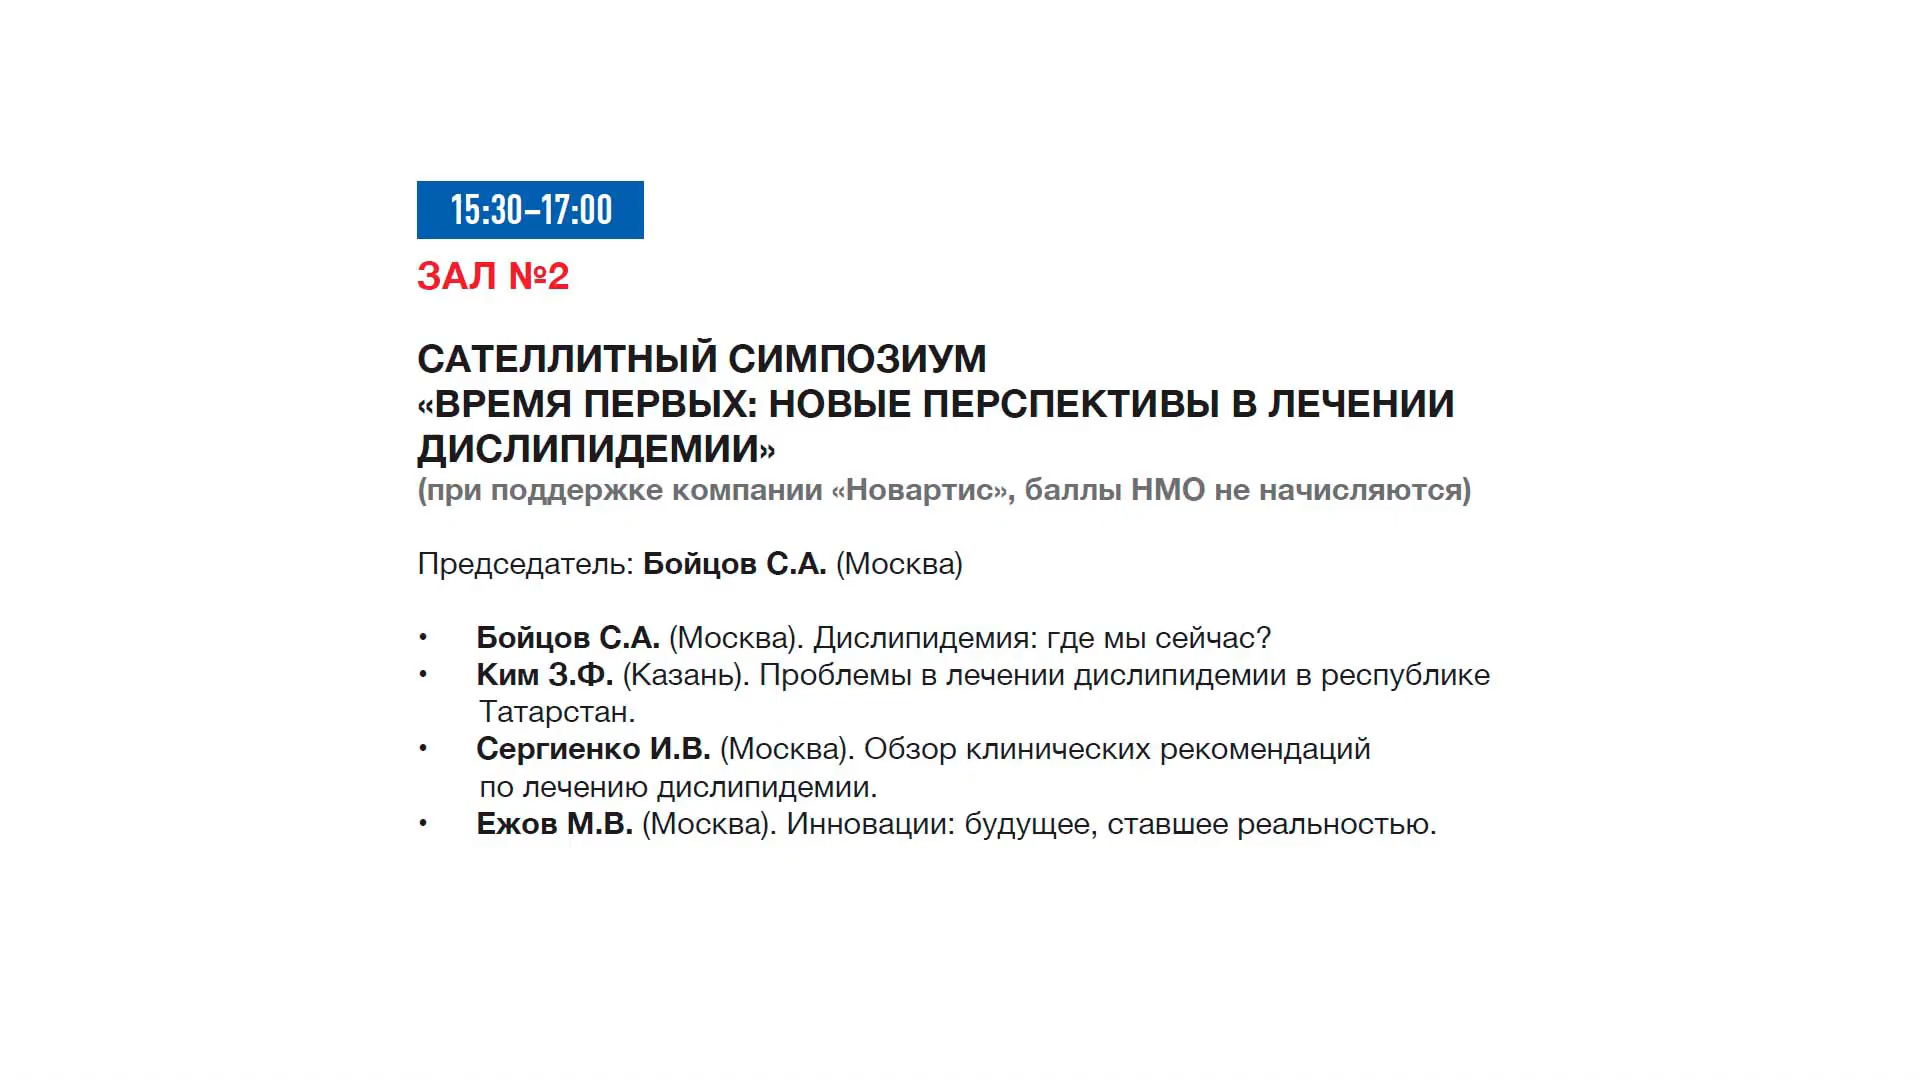 15:30–17:00
ЗАЛ №2
САТЕЛЛИТНЫЙ СИМПОЗИУМ
«ВРЕМЯ ПЕРВЫХ: НОВЫЕ ПЕРСПЕКТИВЫ В ЛЕЧЕНИИ
ДИСЛИПИДЕМИИ»
(при поддержке компании «Новартис», баллы НМО не начисляются)
Председатель: Бойцов С.А. (Москва)
• Бойцов С.А. (Москва). Дислипидемия: где мы сейчас?
• Ким З.Ф. (Казань). Проблемы в лечении дислипидемии в республике
Татарстан.
• Сергиенко И.В. (Москва). Обзор клинических рекомендаций
по лечению дислипидемии.
• Ежов М.В. (Москва). Инновации: будущее, ставшее реальностью.